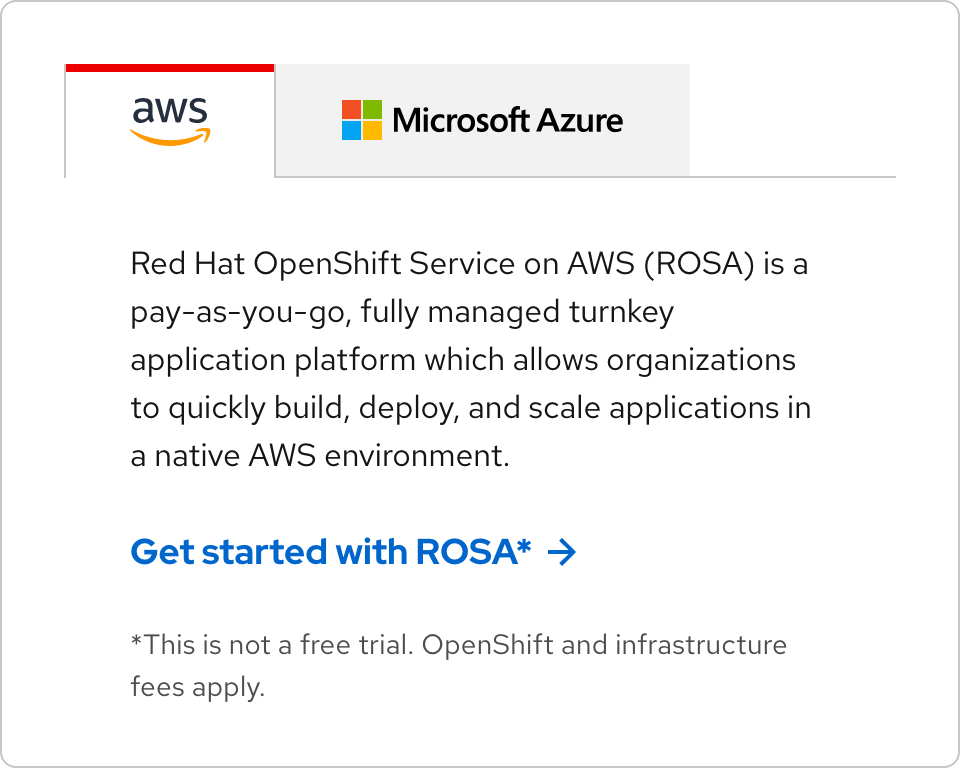 aws
Microsoft Azure
Red Hat OpenShift Service on AWS (ROSA) is a
pay-as-you-go, fully managed turnkey
application platform which allows organizations
to quickly build, deploy, and scale applications in
a native AWS environment.
Get started with ROSA* →
*This is not a free trial. OpenShift and infrastructure
fees apply.